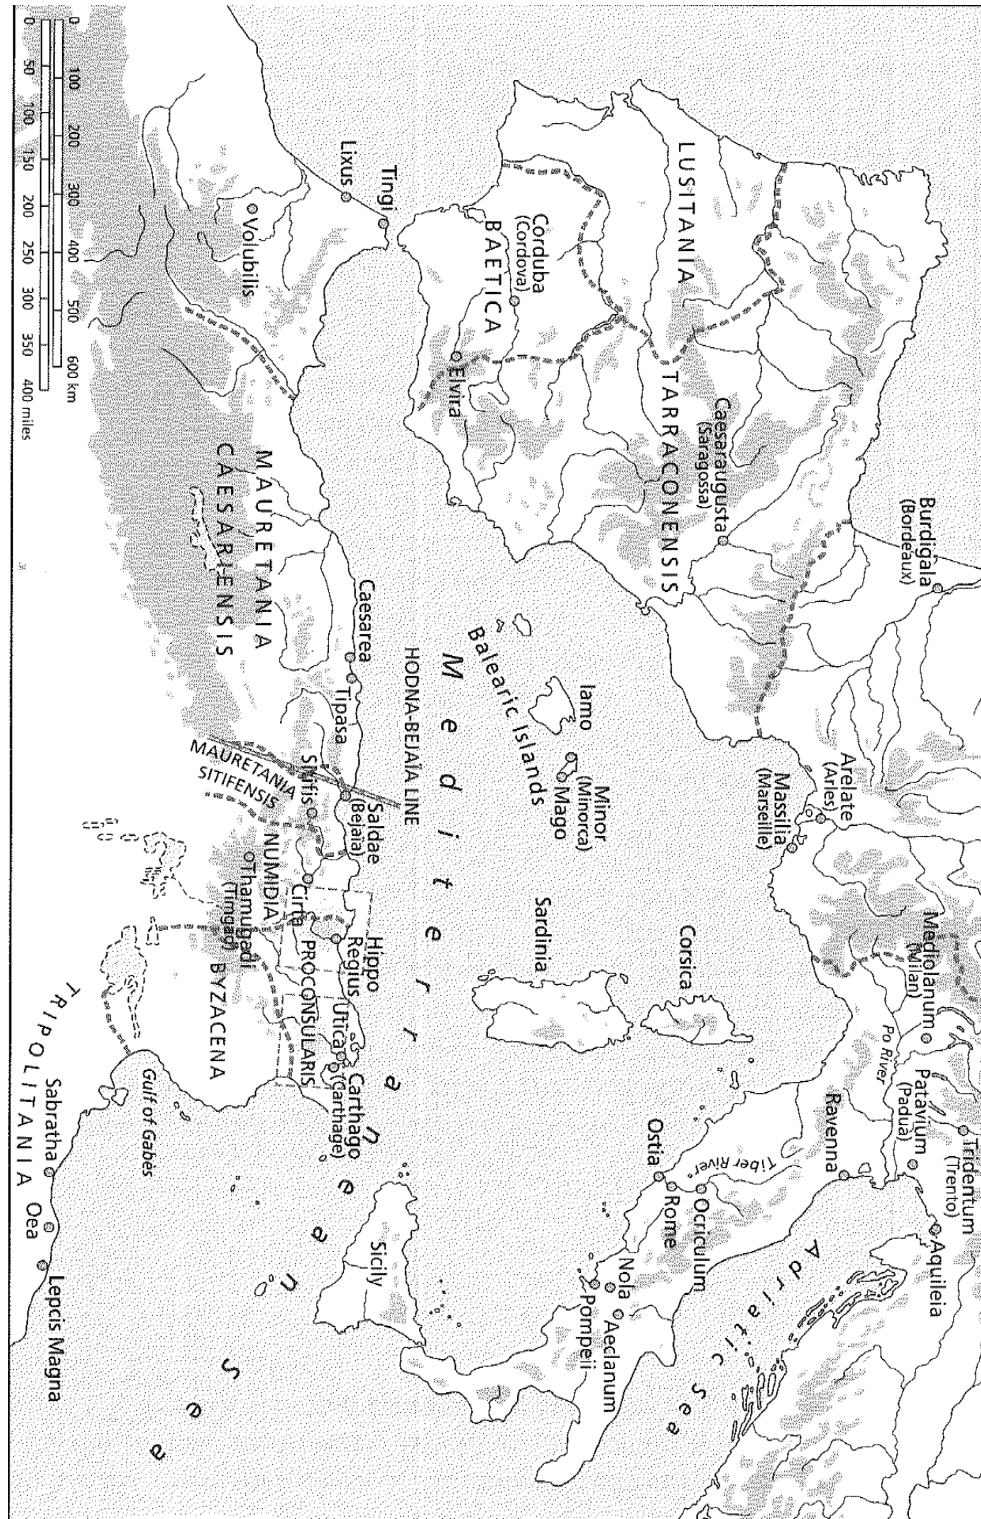 Burdigala
(Bordeaux)
Arelate
(Arles)
Massilia
(Marseille)
Mediolanum
(Milan)
Po River
Patavium
(Padua)
Tridentum
(Trento)
Aquileia
Ravenna
Adriatic Sea
LUSITANIA
TARRACONENSIS
Caesaraugusta
(Saragossa)
BAETICA
Corduba
(Cordova)
Elvira
Balearic Islands
Iamo
Minor
(Minorca)
Mago
Corsica
Sardinia
Tiber River
Ocriculum
Rome
Ostia
Nola
Aeclanum
Pompeii
Sicily
Mediterranean Sea
HODNA-BEJAÏA LINE
Tingi
Lixus
Volubilis
MAURETANIA
CAESARIENSIS
Caesarea
Tipasa
MAURETANIA
SITIFENSIS
Sitifis
Saldae
(Bejaïa)
NUMIDIA
Cirta
Thamugadi
(Timgad)
Hippo
Regius
PROCONSULARIS
Utica
Carthago
(Carthage)
BYZACENA
Gulf of Gabès
TRIPOLITANIA
Sabratha
Oea
Lepcis Magna
0 100 200 300 400 500 600 km
0 50 100 150 200 250 300 350 400 miles